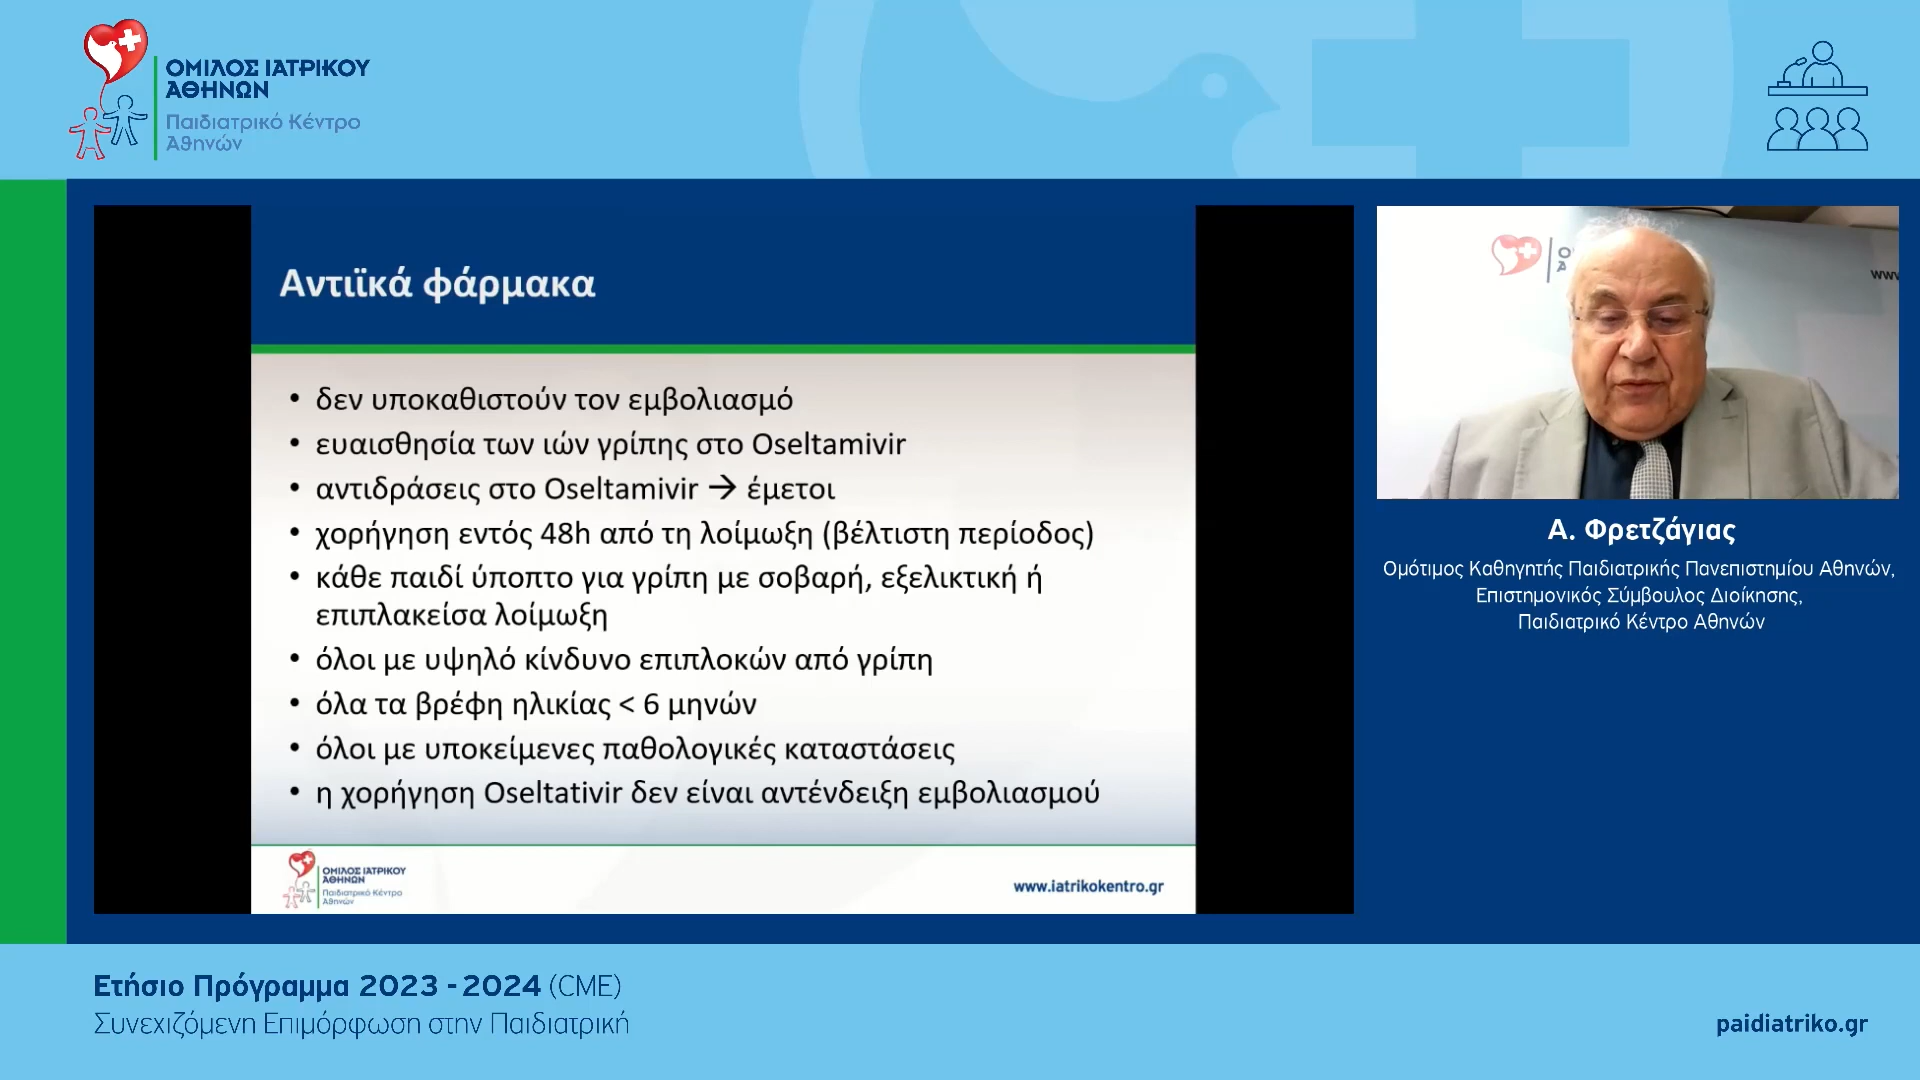 ΟΜΙΛΟΣ ΙΑΤΡΙΚΟΥ
ΑΘΗΝΩΝ
Παιδιατρικό Κέντρο
Αθηνών
Αντιϊκά φάρμακα
• δεν υποκαθιστούν τον εμβολιασμό
• ευαισθησία των ιών γρίπης στο Oseltamivir
• αντιδράσεις στο Oseltamivir → έμετοι
• χορήγηση εντός 48h από τη λοίμωξη (βέλτιστη περίοδος)
• κάθε παιδί ύποπτο για γρίπη με σοβαρή, εξελικτική ή
επιπλακείσα λοίμωξη
• όλοι με υψηλό κίνδυνο επιπλοκών από γρίπη
• όλα τα βρέφη ηλικίας < 6 μηνών
• όλοι με υποκείμενες παθολογικές καταστάσεις
• η χορήγηση Oseltativir δεν είναι αντένδειξη εμβολιασμού
ΟΜΙΛΟΣ ΙΑΤΡΙΚΟΥ
ΑΘΗΝΩΝ
Παιδιατρικό Κέντρο
Αθηνών
www.iatrikokentro.gr
www
Α. Φρετζάγιας
Ομότιμος Καθηγητής Παιδιατρικής Πανεπιστημίου Αθηνών,
Επιστημονικός Σύμβουλος Διοίκησης,
Παιδιατρικό Κέντρο Αθηνών
Ετήσιο Πρόγραμμα 2023 - 2024 (CME)
Συνεχιζόμενη Επιμόρφωση στην Παιδιατρική
paidiatriko.gr